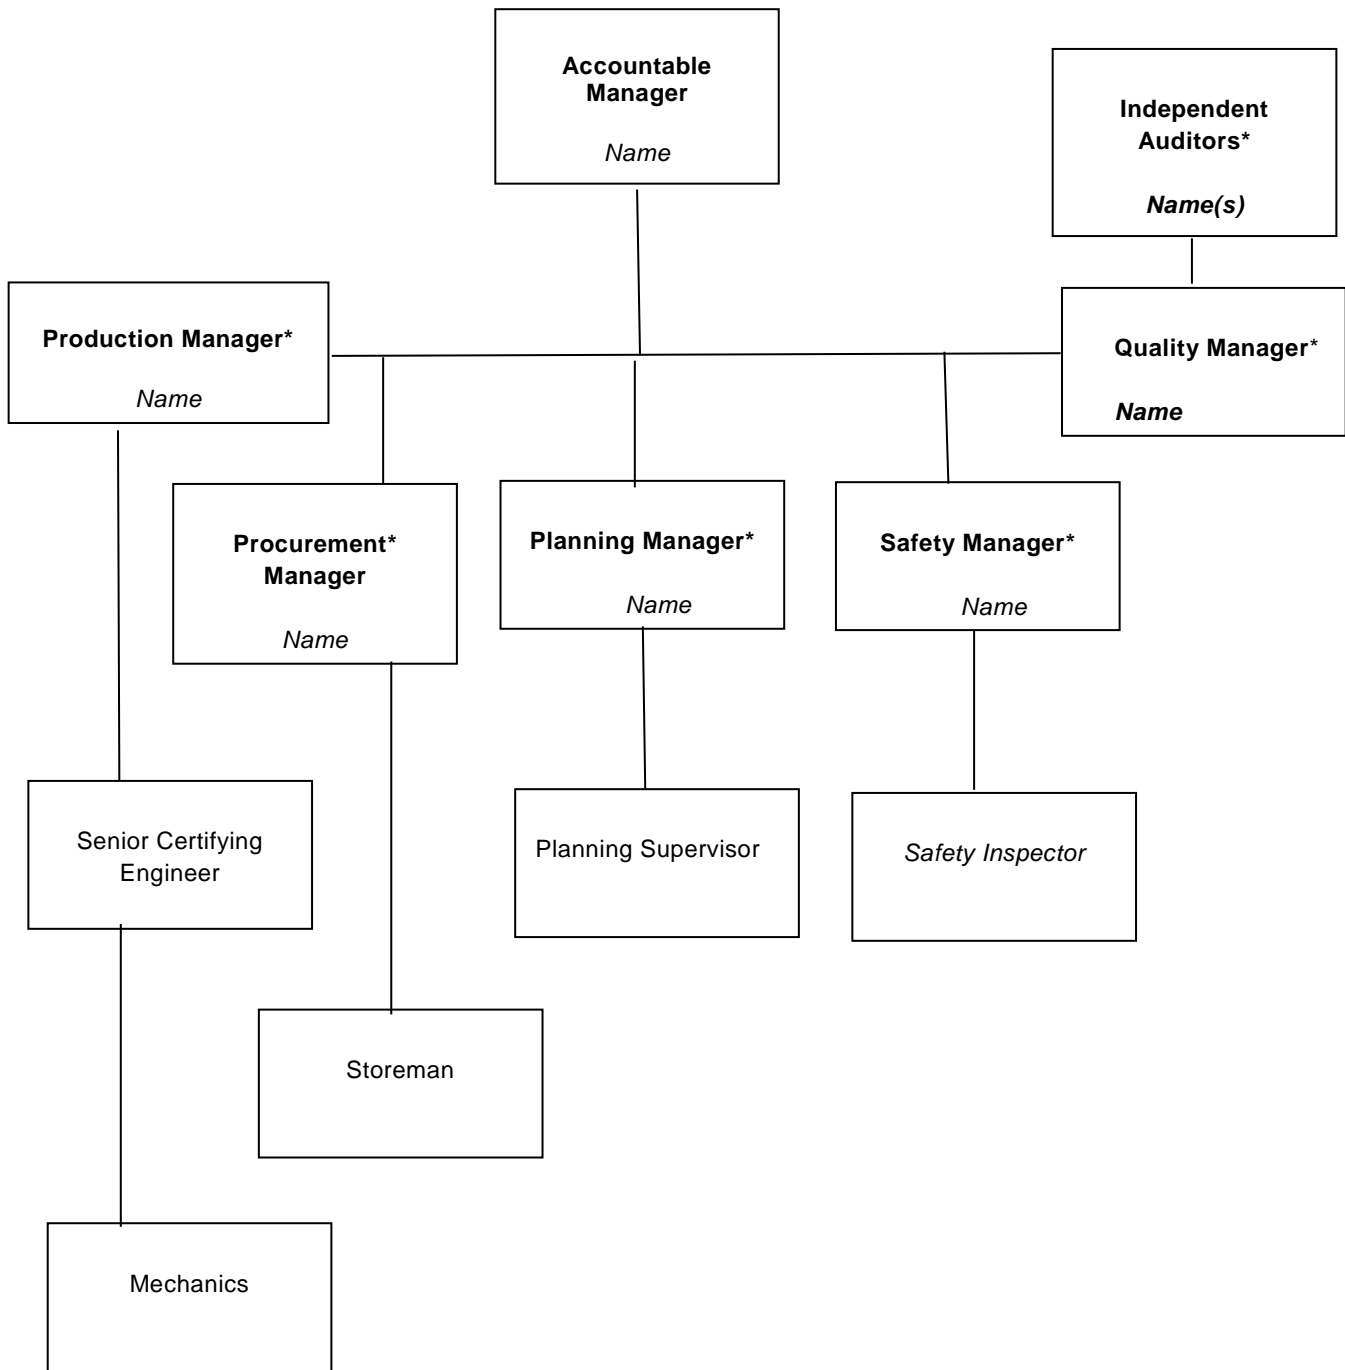 Accountable
Manager
Name
Independent
Auditors*
Name(s)
Production Manager*
Name
Quality Manager*
Name
Procurement*
Manager
Name
Planning Manager*
Name
Safety Manager*
Name
Senior Certifying
Engineer
Planning Supervisor
Safety Inspector
Storeman
Mechanics